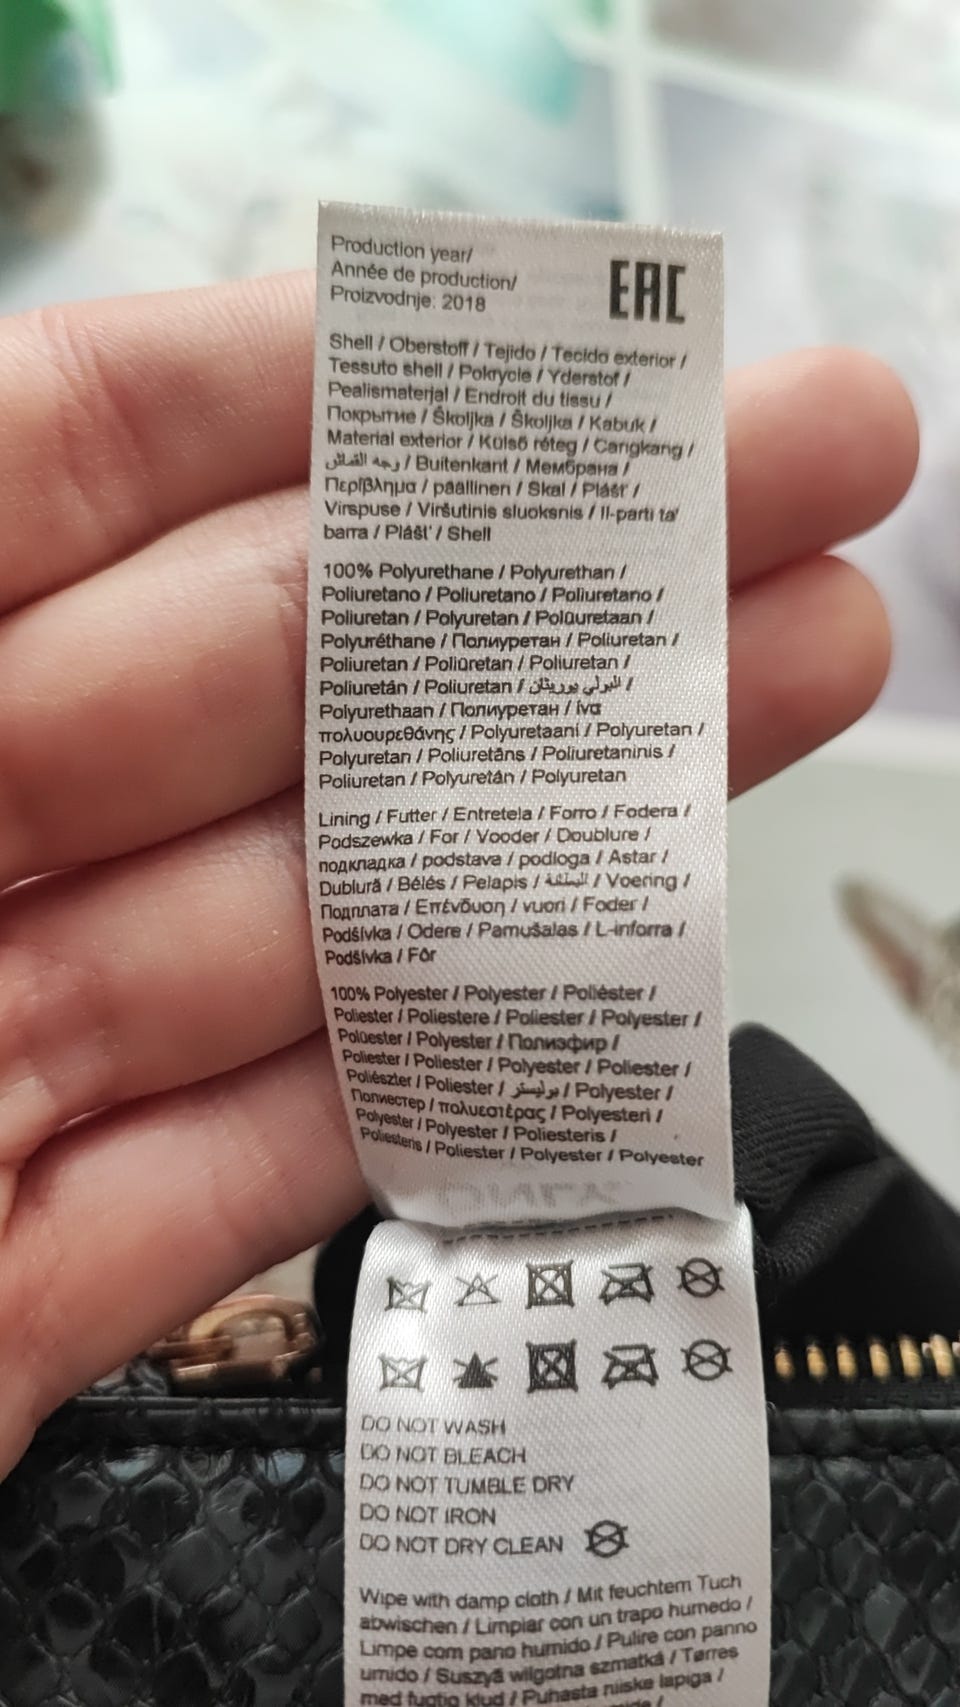 Production year/
Année de production/
Proizvodnje: 2018
EAC
Shell / Oberstoff / Tejido / Tecido exterior /
Tessuto shell / Pokrycie / Yderstof /
Pealismaterjal / Endroit du tissu /
Покрытие / Školjka / Školjka / Kabuk /
Material exterior / Külső réteg / Cangkang /
وجه القماش / Buitenkant / Мембрана /
Περίβλημα / päällinen / Skal / Plášť /
Virspuse / Viršutinis sluoksnis / Il-parti ta'
barra / Plášť / Shell
100% Polyurethane / Polyurethan /
Poliuretano / Poliuretano / Poliuretano /
Poliuretan / Polyuretan / Polüuretaan /
Polyuréthane / Полиуретан / Poliuretan /
Poliuretan / Poliüretan / Poliuretan /
Poliuretán / Poliuretan / البولي يوريثان /
Polyurethaan / Полиуретан / ίνα
πολυουρεθάνης / Polyuretaani / Polyuretan /
Polyuretan / Poliuretāns / Poliuretaninis /
Poliuretan / Polyuretán / Polyuretan
Lining / Futter / Entretela / Forro / Fodera /
Podszewka / For / Vooder / Doublure /
подкладка / podstava / podloga / Astar /
Dublură / Bélés / Pelapis / البطانة / Voering /
Подплата / Επένδυση / vuori / Foder /
Podšívka / Odere / Pamušalas / L-inforra /
Podšívka / Fôr
100% Polyester / Polyester / Poliéster /
Poliester / Poliestere / Poliester / Polyester /
Polüester / Polyester / Полиэфир /
Poliester / Poliester / Polyester / Poliester /
Poliészter / Poliester / بوليستر / Polyester /
Полиестер / πολυεστέρας / Polyesteri /
Polyester / Polyester / Poliesteris /
Poliesteris / Poliester / Polyester / Polyester
DO NOT WASH
DO NOT BLEACH
DO NOT TUMBLE DRY
DO NOT IRON
DO NOT DRY CLEAN
Wipe with damp cloth / Mit feuchtem Tuch
abwischen / Limpiar con un trapo humedo /
Limpe com pano humido / Pulire con panno
umido / Suszyă wilgotna szmatką / Tørres
med fugtig klud / Puhasta niiske lapiga /